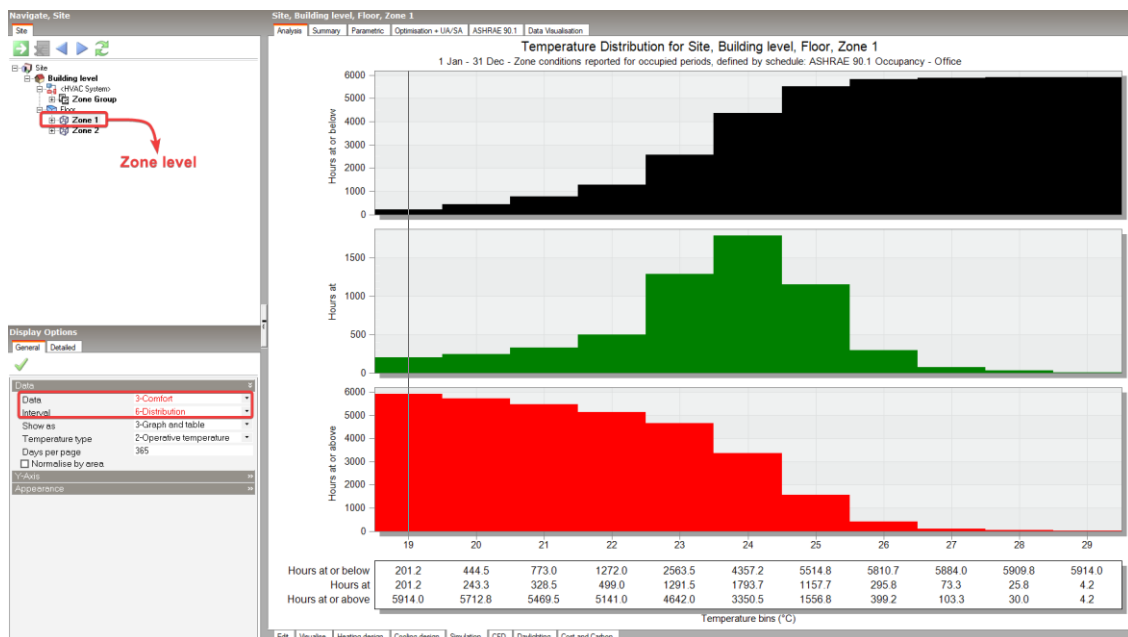 Navigate, Site
Site
Site
Building level
<HVAC System>
Zone Group
Floor
Zone 1
Zone 2
Zone level
Display Options
General Detailed
Data
Data 3-Comfort
Interval 6-Distribution
Show as 3-Graph and table
Temperature type 2-Operative temperature
Days per page 365
Normalise by area
Y-Axis
Appearance
Site, Building level, Floor, Zone 1
Analysis Summary Parametric Optimisation + UA/SA ASHRAE 90.1 Data Visualisation
Temperature Distribution for Site, Building level, Floor, Zone 1
1 Jan - 31 Dec - Zone conditions reported for occupied periods, defined by schedule: ASHRAE 90.1 Occupancy - Office
Hours at or below
6000
5000
4000
3000
2000
1000
0
Hours at
1500
1000
500
0
Hours at or above
6000
5000
4000
3000
2000
1000
0
19 20 21 22 23 24 25 26 27 28 29
Hours at or below 201.2 444.5 773.0 1272.0 2563.5 4357.2 5514.8 5810.7 5884.0 5909.8 5914.0
Hours at 201.2 243.3 328.5 499.0 1291.5 1793.7 1157.7 295.8 73.3 25.8 4.2
Hours at or above 5914.0 5712.8 5469.5 5141.0 4642.0 3350.5 1556.8 399.2 103.3 30.0 4.2
Temperature bins (°C)
Edit Visualise Heating design Cooling design Simulation CFD Daylighting Cost and Carbon